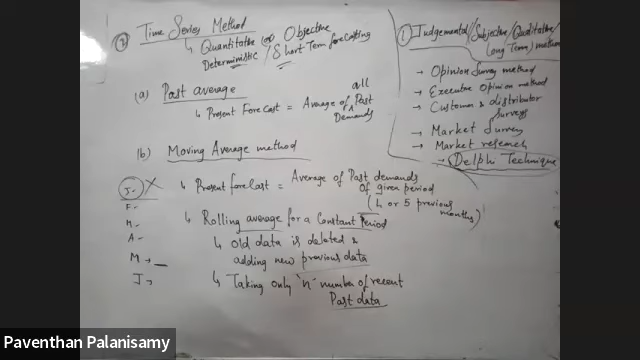 ② Time Series Method
↳ Quantitative (or) Objective
Deterministic / Short Term forecasting
(a) Past average
↳ Present Forecast = Average of all Past Demands
(b) Moving Average method
↳ Present forecast = Average of Past demands
of given period
(4 or 5 previous
months)
↳ Rolling average for a Constant Period
↳ Old data is deleted &
adding new previous data
↳ Taking only 'n' number of recent
Past data
J - X
F -
M -
A -
M →
J →
① Judgemental/Subjective/Qualitative/
Long Term) method
→ Opinion Survey method
→ Executive Opinion method
→ Customer & distributor
Surveys
→ Market Survey
→ Market research
→ Delphi Technique
Paventhan Palanisamy